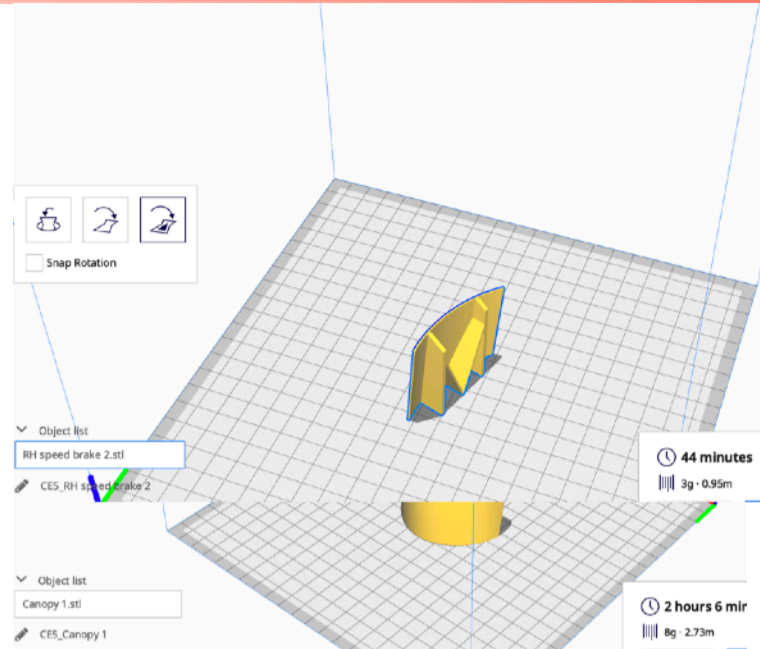 Snap Rotation
Object list
RH speed brake 2.stl
CE5_RH speed brake 2
44 minutes
3g · 0.95m
Object list
Canopy 1.stl
CE5_Canopy 1
2 hours 6 mir
8g · 2.73m